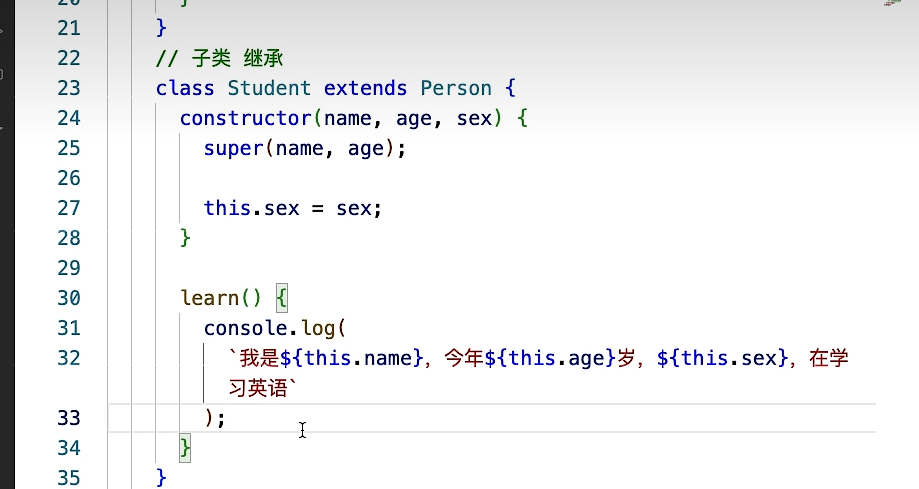 20 }
21 }
22 // 子类 继承
23 class Student extends Person {
24 constructor(name, age, sex) {
25 super(name, age);
26
27 this.sex = sex;
28 }
29
30 learn() {
31 console.log(
32 `我是${this.name}，今年${this.age}岁，${this.sex}，在学
习英语`
33 );
34 }
35 }